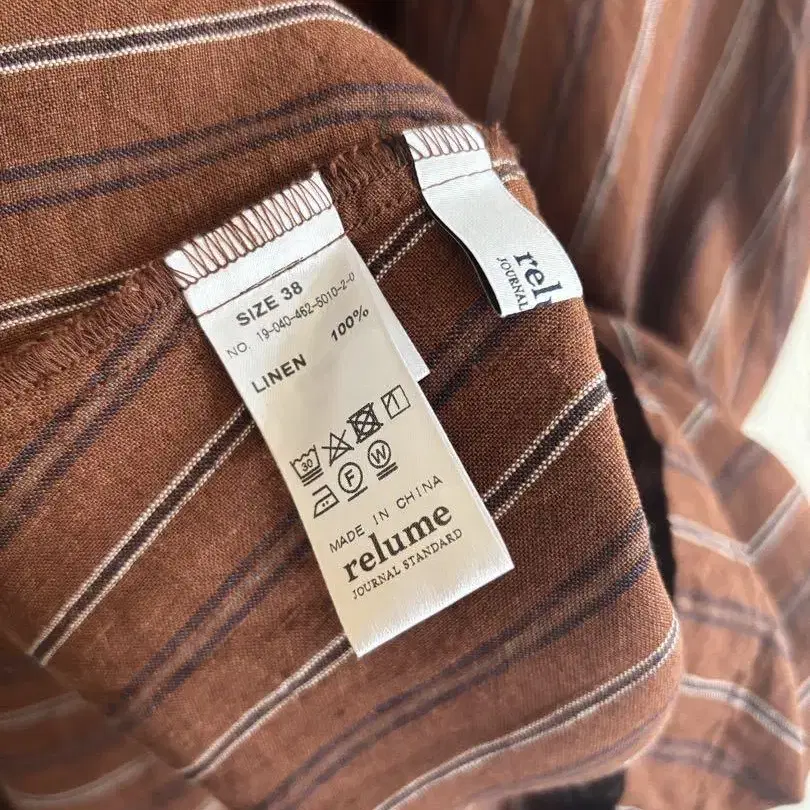 SIZE 38
NO. 19-040-462-5010-2-0
LINEN 100%
30
F W
MADE IN CHINA
relume
JOURNAL STANDARD
JOURNAL